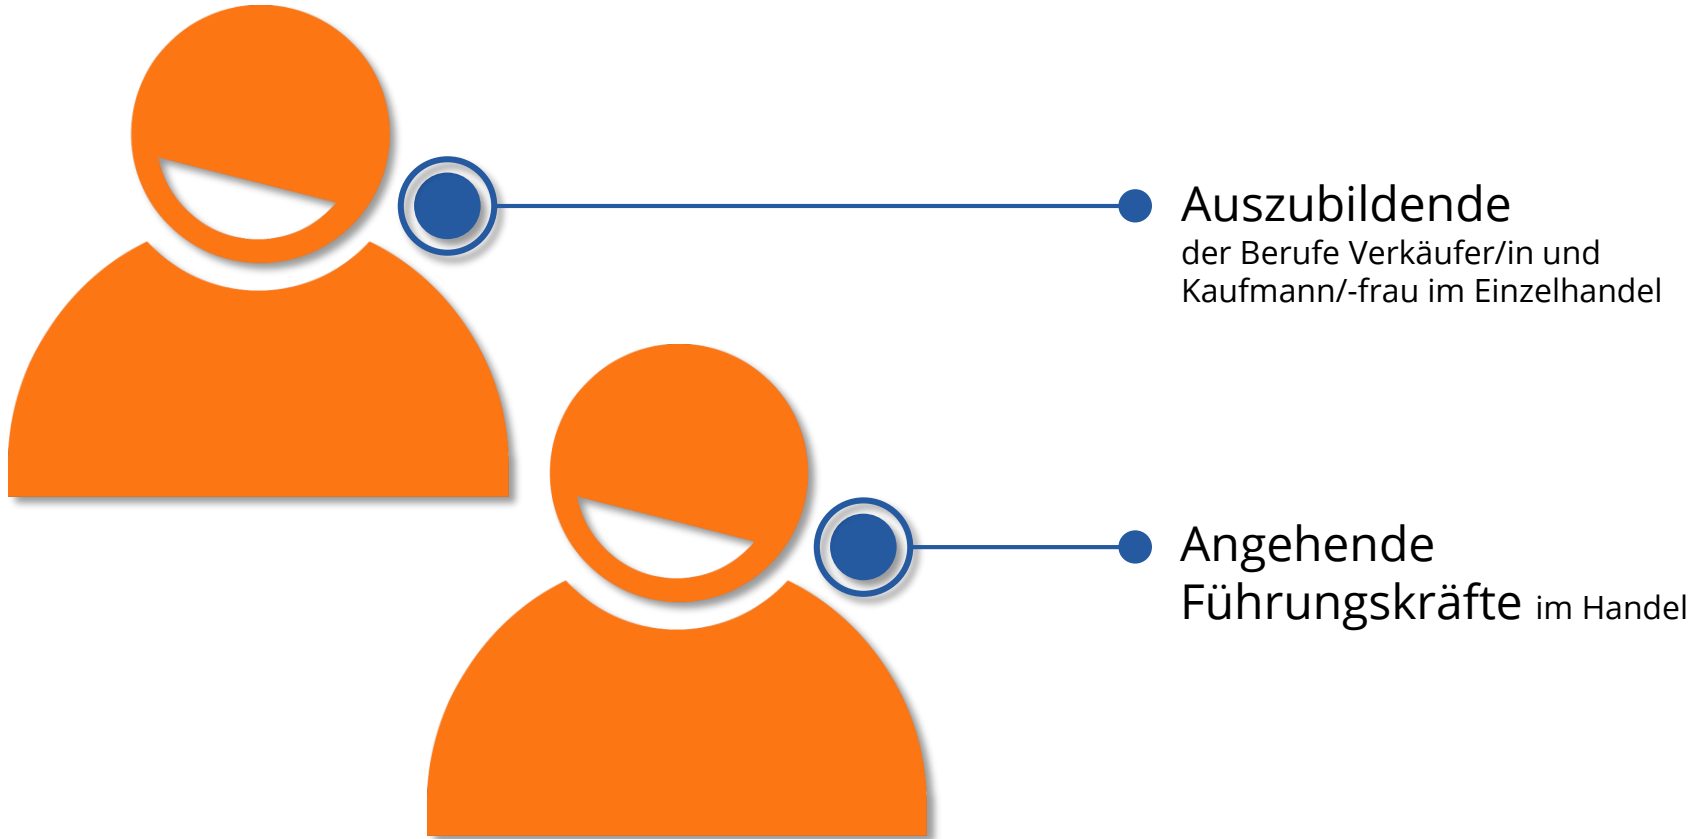 Auszubildende
der Berufe Verkäufer/in und
Kaufmann/-frau im Einzelhandel
Angehende
Führungskräfte im Handel